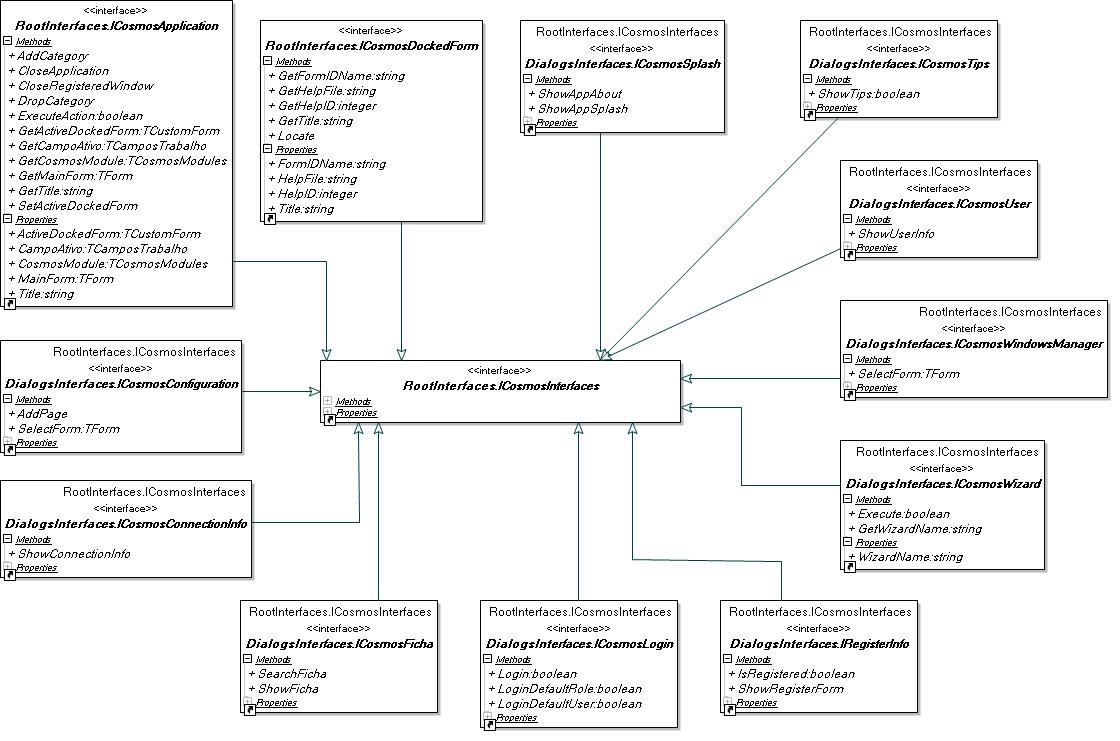 <<interface>>
RootInterfaces.ICosmosApplication
Methods
+ AddCategory
+ CloseApplication
+ CloseRegisteredWindow
+ DropCategory
+ ExecuteAction:boolean
+ GetActiveDockedForm:TCustomForm
+ GetCampoAtivo:TCamposTrabalho
+ GetCosmosModule:TCosmosModules
+ GetMainForm:TForm
+ GetTitle:string
+ SetActiveDockedForm
Properties
+ ActiveDockedForm:TCustomForm
+ CampoAtivo:TCamposTrabalho
+ CosmosModule:TCosmosModules
+ MainForm:TForm
+ Title:string
<<interface>>
RootInterfaces.ICosmosDockedForm
Methods
+ GetFormIDName:string
+ GetHelpFile:string
+ GetHelpID:integer
+ GetTitle:string
+ Locate
Properties
+ FormIDName:string
+ HelpFile:string
+ HelpID:integer
+ Title:string
RootInterfaces.ICosmosInterfaces
<<interface>>
DialogsInterfaces.ICosmosSplash
Methods
+ ShowAppAbout
+ ShowAppSplash
Properties
RootInterfaces.ICosmosInterfaces
<<interface>>
DialogsInterfaces.ICosmosTips
Methods
+ ShowTips:boolean
Properties
RootInterfaces.ICosmosInterfaces
<<interface>>
DialogsInterfaces.ICosmosUser
Methods
+ ShowUserInfo
Properties
RootInterfaces.ICosmosInterfaces
<<interface>>
DialogsInterfaces.ICosmosWindowsManager
Methods
+ SelectForm:TForm
Properties
RootInterfaces.ICosmosInterfaces
<<interface>>
DialogsInterfaces.ICosmosConfiguration
Methods
+ AddPage
+ SelectForm:TForm
Properties
<<interface>>
RootInterfaces.ICosmosInterfaces
Methods
Properties
RootInterfaces.ICosmosInterfaces
<<interface>>
DialogsInterfaces.ICosmosWizard
Methods
+ Execute:boolean
+ GetWizardName:string
Properties
+ WizardName:string
RootInterfaces.ICosmosInterfaces
<<interface>>
DialogsInterfaces.ICosmosConnectionInfo
Methods
+ ShowConnectionInfo
Properties
RootInterfaces.ICosmosInterfaces
<<interface>>
DialogsInterfaces.ICosmosFicha
Methods
+ SearchFicha
+ ShowFicha
Properties
RootInterfaces.ICosmosInterfaces
<<interface>>
DialogsInterfaces.ICosmosLogin
Methods
+ Login:boolean
+ LoginDefaultRole:boolean
+ LoginDefaultUser:boolean
Properties
RootInterfaces.ICosmosInterfaces
<<interface>>
DialogsInterfaces.IRegisterInfo
Methods
+ IsRegistered:boolean
+ ShowRegisterForm
Properties